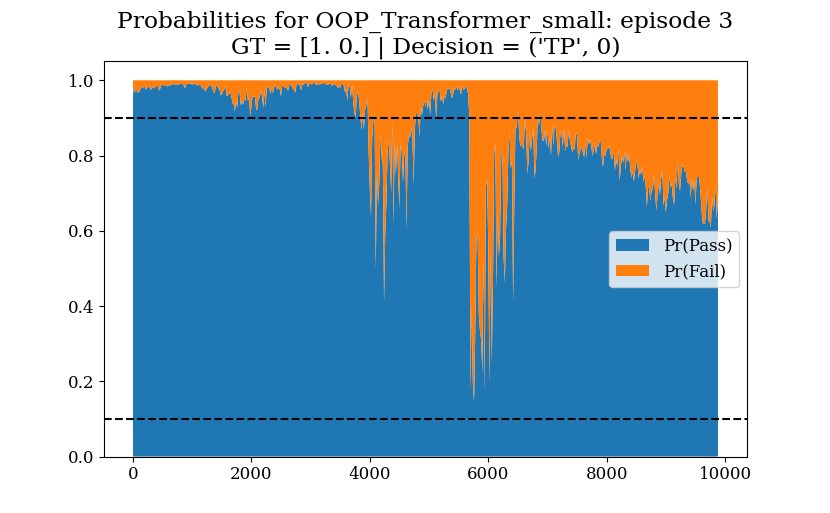 Probabilities for OOP_Transformer_small: episode 3
GT = [1. 0.] | Decision = ('TP', 0)
1.0
0.8
0.6
0.4
0.2
0.0
Pr(Pass)
Pr(Fail)
0 2000 4000 6000 8000 10000